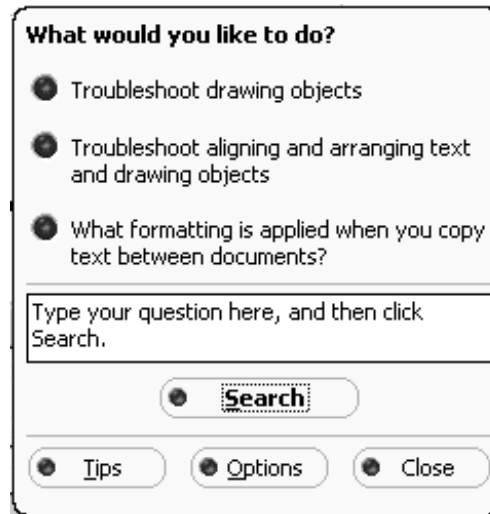 What would you like to do?
Troubleshoot drawing objects
Troubleshoot aligning and arranging text
and drawing objects
What formatting is applied when you copy
text between documents?
Type your question here, and then click
Search.
Search
Tips Options Close